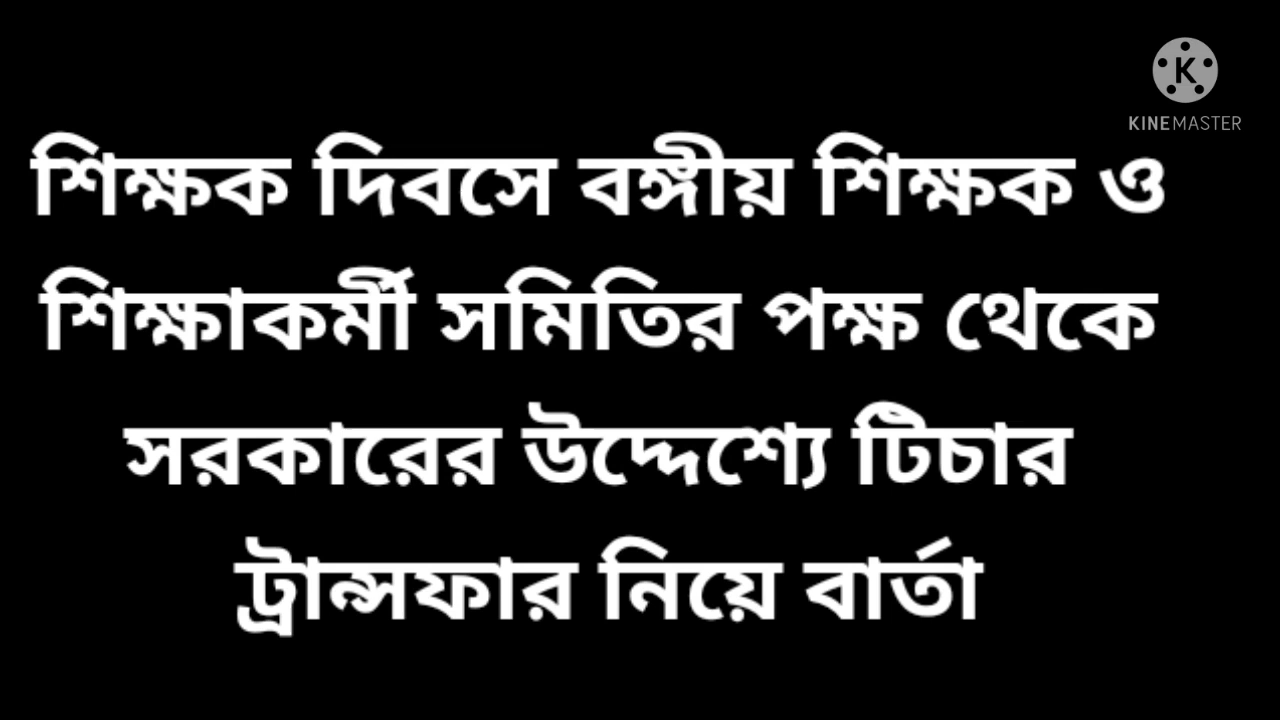 KINEMASTER
শিক্ষক দিবসে বঙ্গীয় শিক্ষক ও
শিক্ষাকর্মী সমিতির পক্ষ থেকে
সরকারের উদ্দেশ্যে টিচার
ট্রান্সফার নিয়ে বার্তা